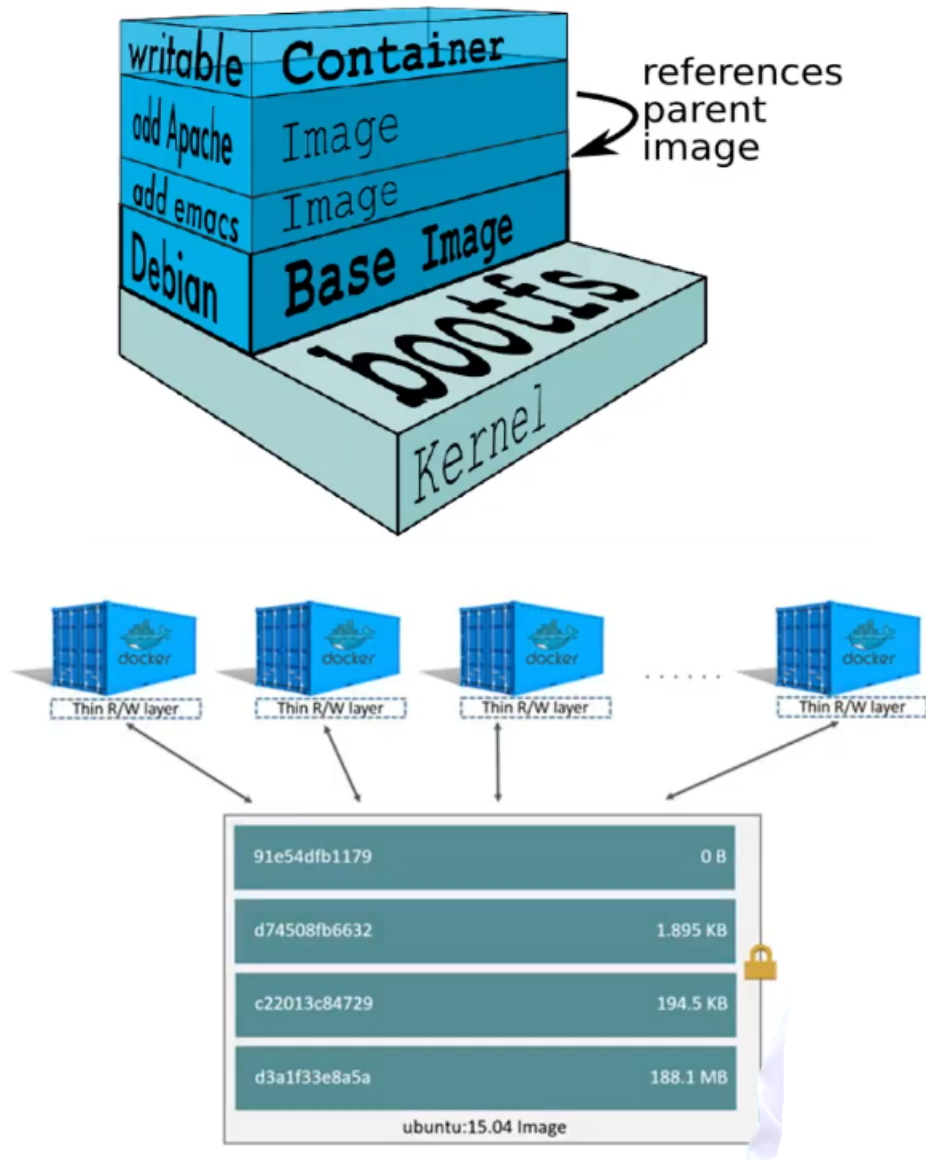 writable Container
add Apache Image
add emacs Image
Debian Base Image
references
parent
image
bootfs
Kernel
docker docker docker . . . . . . docker
Thin R/W layer Thin R/W layer Thin R/W layer Thin R/W layer
91e54dfb1179 0 B
d74508fb6632 1.895 KB
c22013c84729 194.5 KB
d3a1f33e8a5a 188.1 MB
ubuntu:15.04 Image